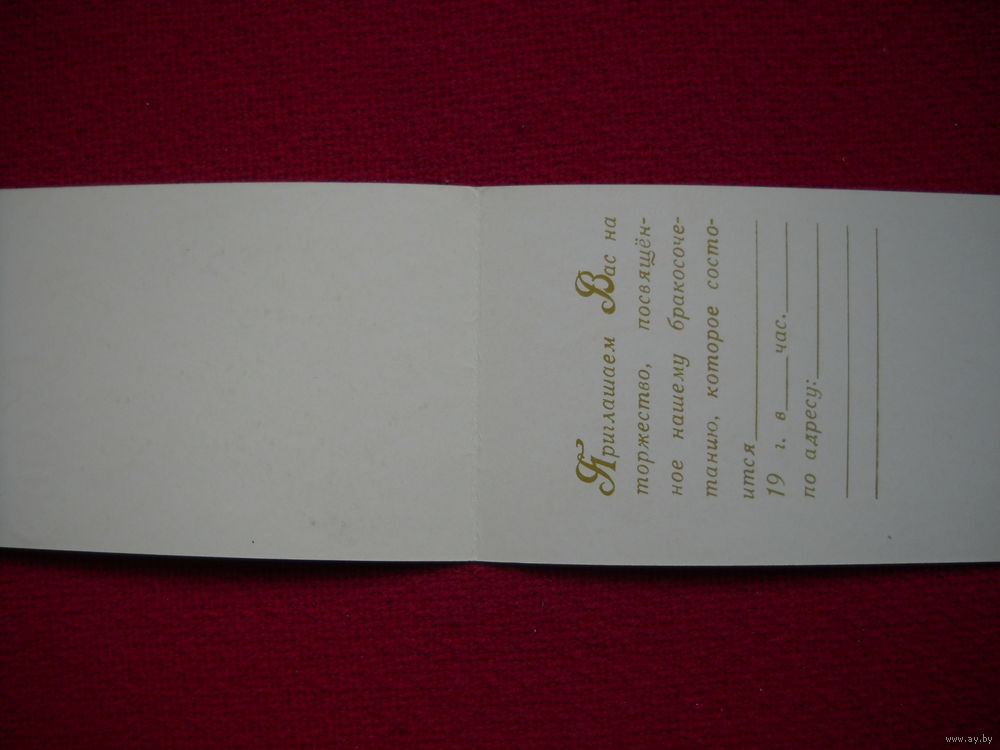 Приглашаем Вас на
торжество, посвящён-
ное нашему бракосоче-
танию, которое состо-
ится
19 г. в час.
по адресу:
www.ay.by